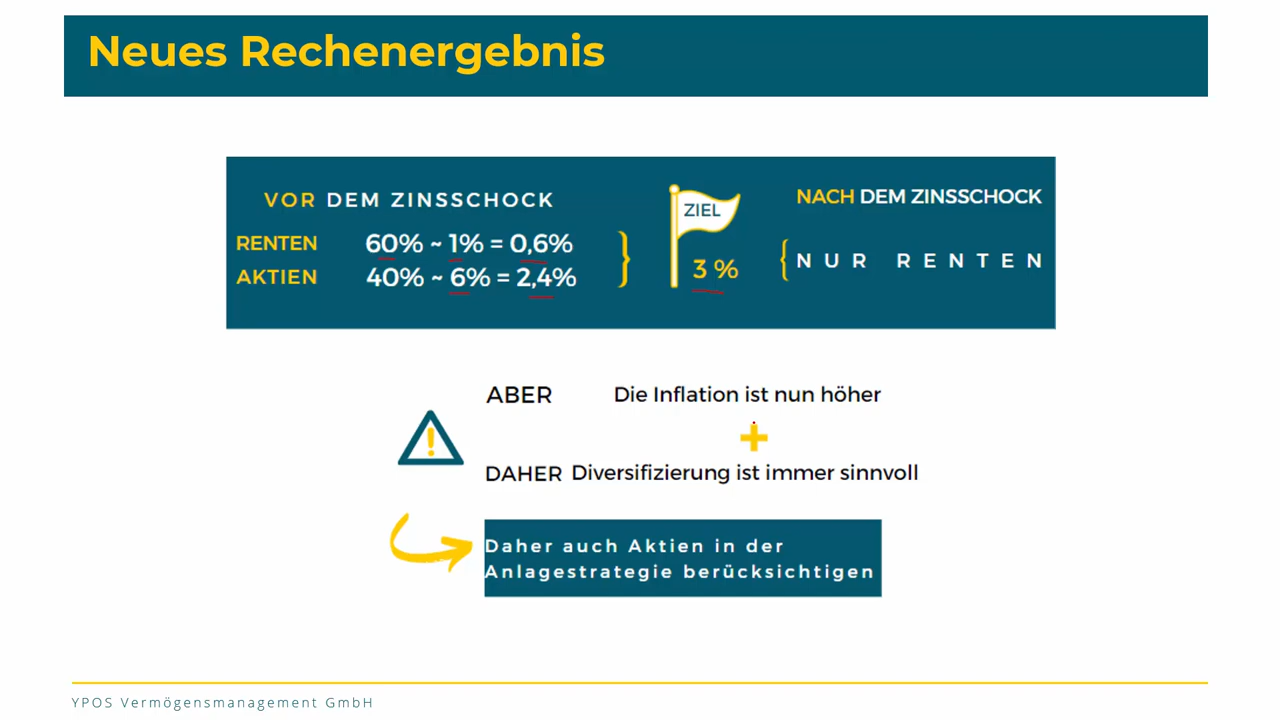 Neues Rechenergebnis
VOR DEM ZINSSCHOCK
RENTEN 60% ~ 1% = 0,6%
AKTIEN 40% ~ 6% = 2,4%
ZIEL
3 %
NACH DEM ZINSSCHOCK
NUR RENTEN
ABER Die Inflation ist nun höher
DAHER Diversifizierung ist immer sinnvoll
Daher auch Aktien in der
Anlagestrategie berücksichtigen
YPOS Vermögensmanagement GmbH